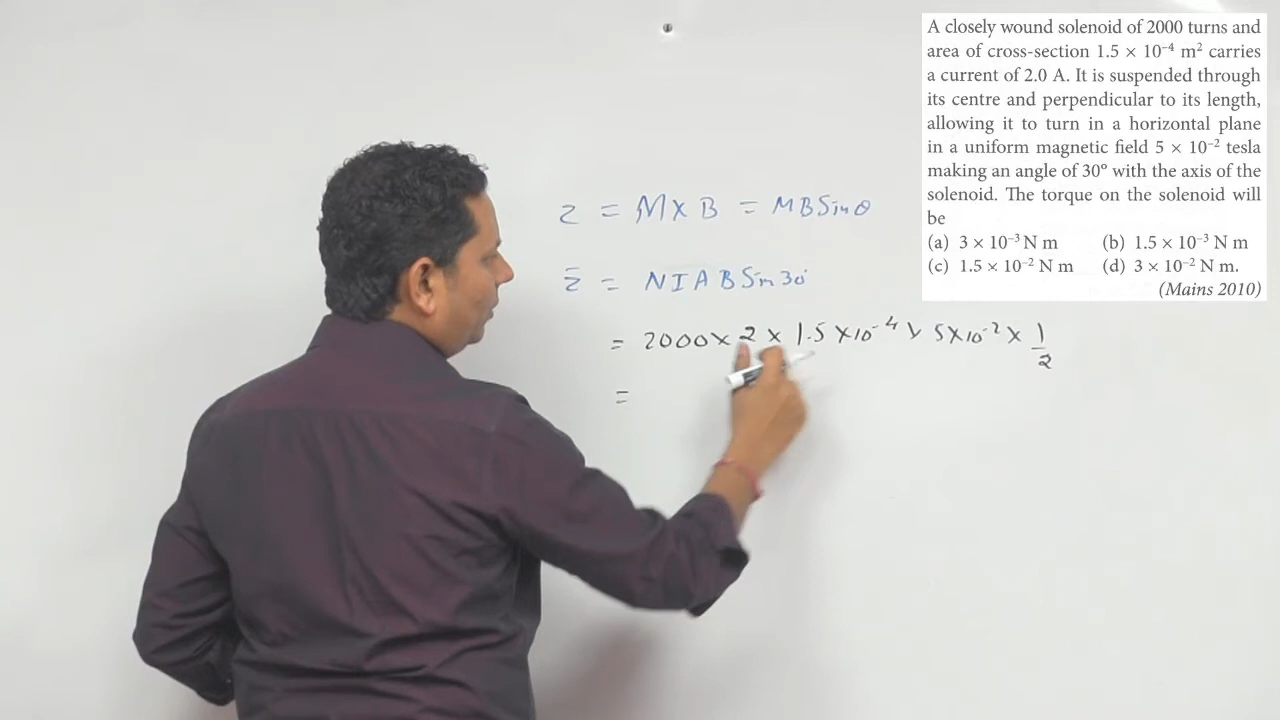 A closely wound solenoid of 2000 turns and
area of cross-section 1.5 × 10⁻⁴ m² carries
a current of 2.0 A. It is suspended through
its centre and perpendicular to its length,
allowing it to turn in a horizontal plane
in a uniform magnetic field 5 × 10⁻² tesla
making an angle of 30° with the axis of the
solenoid. The torque on the solenoid will
be
(a) 3 × 10⁻³ N m (b) 1.5 × 10⁻³ N m
(c) 1.5 × 10⁻² N m (d) 3 × 10⁻² N m.
(Mains 2010)
τ = M × B = MB Sin θ
τ̄ = NIAB Sin 30°
= 2000 × 2 × 1.5 × 10⁻⁴ × 5 × 10⁻² × 1/2
=